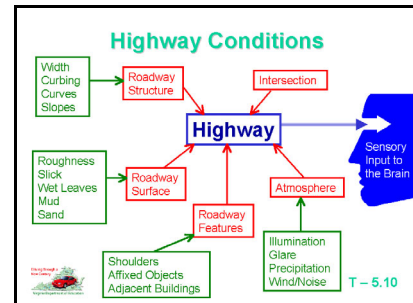 Highway Conditions
Width
Curbing
Curves
Slopes
Roadway
Structure
Intersection
Highway
Sensory
Input to
the Brain
Roughness
Slick
Wet Leaves
Mud
Sand
Roadway
Surface
Roadway
Features
Atmosphere
Shoulders
Affixed Objects
Adjacent Buildings
Illumination
Glare
Precipitation
Wind/Noise
T – 5.10